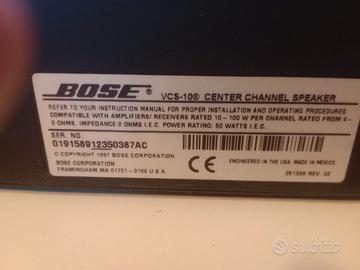 BOSE
VCS-10® CENTER CHANNEL SPEAKER
REFER TO YOUR INSTRUCTION MANUAL FOR PROPER INSTALLATION AND OPERATING PROCEDURES.
COMPATIBLE WITH AMPLIFIERS/ RECEIVERS RATED 10 - 100 W PER CHANNEL RATED FROM 4-
8 OHMS. IMPEDANCE 8 OHMS I.E.C. POWER RATING: 50 WATTS I.E.C.
SERI. NO.
019158912350387AC
© COPYRIGHT 1997 BOSE CORPORATION
BOSE CORPORATION
FRAMINGHAM, MA 01701-9168 U S A
CE
ENGINEERED IN U.S.A. MADE IN MEXICO
REV. 02
subito